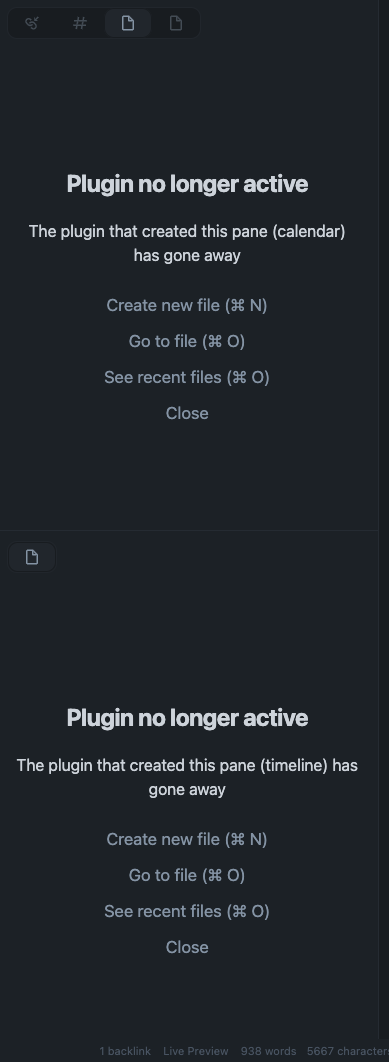 Plugin no longer active
The plugin that created this pane (calendar)
has gone away
Create new file (⌘ N)
Go to file (⌘ O)
See recent files (⌘ O)
Close
Plugin no longer active
The plugin that created this pane (timeline) has
gone away
Create new file (⌘ N)
Go to file (⌘ O)
See recent files (⌘ O)
Close
1 backlink Live Preview 938 words 5667 character